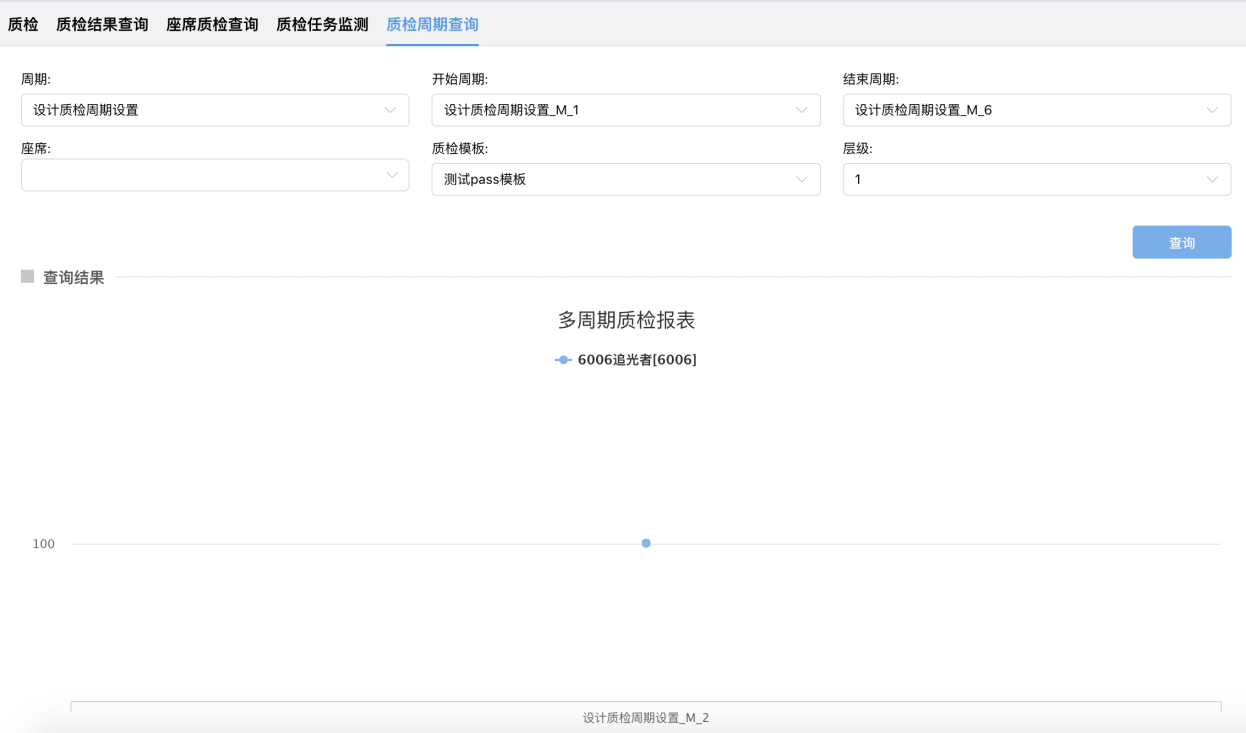 质检 质检结果查询 座席质检查询 质检任务监测 质检周期查询
周期: 开始周期: 结束周期:
设计质检周期设置 设计质检周期设置_M_1 设计质检周期设置_M_6
座席: 质检模板: 层级:
测试pass模板 1
查询
查询结果
多周期质检报表
6006追光者[6006]
100
设计质检周期设置_M_2